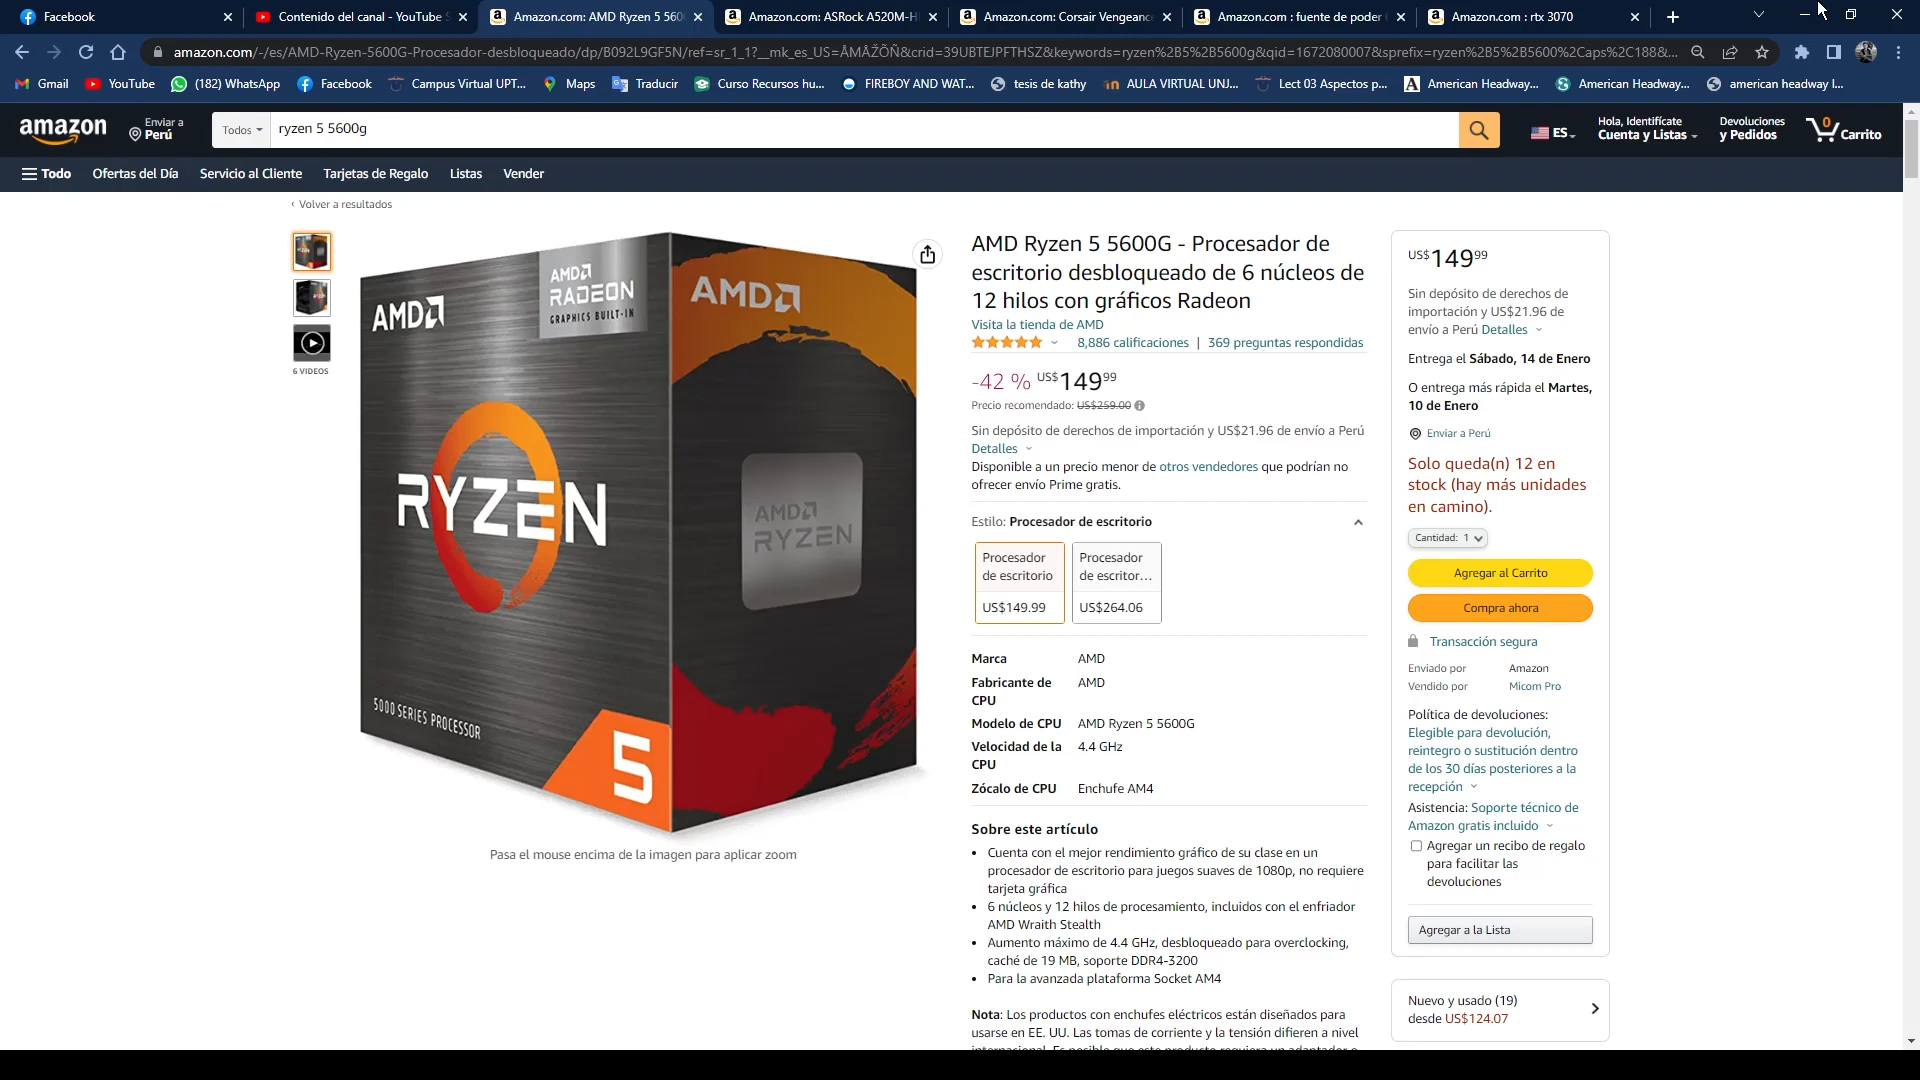 Facebook
Contenido del canal - YouTube S
Amazon.com: AMD Ryzen 5 560
Amazon.com: ASRock A520M-H
Amazon.com: Corsair Vengeance
Amazon.com : fuente de poder
Amazon.com : rtx 3070
amazon.com/-/es/AMD-Ryzen-5600G-Procesador-desbloqueado/dp/B092L9GF5N/ref=sr_1_1?__mk_es_US=ÅMÅŽÕÑ&crid=39UBTEJPFTHSZ&keywords=ryzen%2B5%2B5600g&qid=1672080007&sprefix=ryzen%2B5%2B5600%2Caps%2C188&...
Gmail
YouTube
(182) WhatsApp
Facebook
Campus Virtual UPT...
Maps
Traducir
Curso Recursos hu...
FIREBOY AND WAT...
tesis de kathy
AULA VIRTUAL UNJ...
Lect 03 Aspectos p...
American Headway...
American Headway...
american headway l...
amazon
Enviar a
Perú
Todos
ryzen 5 5600g
ES
Hola, Identifícate
Cuenta y Listas
Devoluciones
y Pedidos
0
Carrito
Todo
Ofertas del Día
Servicio al Cliente
Tarjetas de Regalo
Listas
Vender
‹ Volver a resultados
6 VIDEOS
AMD
AMD
RADEON
GRAPHICS BUILT-IN
AMD
RYZEN
AMD
RYZEN
5000 SERIES PROCESSOR
5
Pasa el mouse encima de la imagen para aplicar zoom
AMD Ryzen 5 5600G - Procesador de
escritorio desbloqueado de 6 núcleos de
12 hilos con gráficos Radeon
Visita la tienda de AMD
8,886 calificaciones | 369 preguntas respondidas
-42 % US$149 99
Precio recomendado: US$259.00
Sin depósito de derechos de importación y US$21.96 de envío a Perú
Detalles
Disponible a un precio menor de otros vendedores que podrían no
ofrecer envío Prime gratis.
Estilo: Procesador de escritorio
Procesador
de escritorio
US$149.99
Procesador
de escritor...
US$264.06
Marca AMD
Fabricante de AMD
CPU
Modelo de CPU AMD Ryzen 5 5600G
Velocidad de la 4.4 GHz
CPU
Zócalo de CPU Enchufe AM4
Sobre este artículo
• Cuenta con el mejor rendimiento gráfico de su clase en un
procesador de escritorio para juegos suaves de 1080p, no requiere
tarjeta gráfica
• 6 núcleos y 12 hilos de procesamiento, incluidos con el enfriador
AMD Wraith Stealth
• Aumento máximo de 4.4 GHz, desbloqueado para overclocking,
caché de 19 MB, soporte DDR4-3200
• Para la avanzada plataforma Socket AM4
Nota: Los productos con enchufes eléctricos están diseñados para
usarse en EE. UU. Las tomas de corriente y la tensión difieren a nivel
internacional. Es posible que este producto requiera un adaptador o
US$149 99
Sin depósito de derechos de
importación y US$21.96 de
envío a Perú Detalles
Entrega el Sábado, 14 de Enero
O entrega más rápida el Martes,
10 de Enero
Enviar a Perú
Solo queda(n) 12 en
stock (hay más unidades
en camino).
Cantidad: 1
Agregar al Carrito
Compra ahora
Transacción segura
Enviado por Amazon
Vendido por Micom Pro
Política de devoluciones:
Elegible para devolución,
reintegro o sustitución dentro
de los 30 días posteriores a la
recepción
Asistencia: Soporte técnico de
Amazon gratis incluido
Agregar un recibo de regalo
para facilitar las
devoluciones
Agregar a la Lista
Nuevo y usado (19)
desde US$124.07